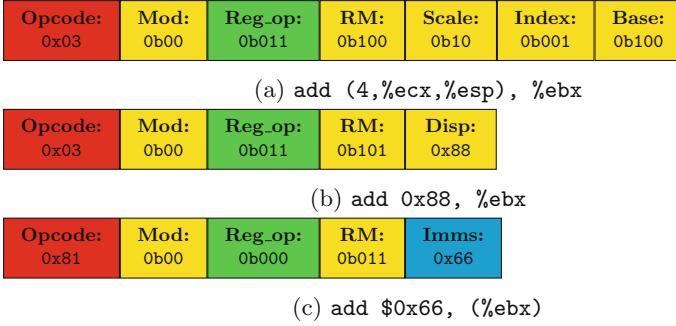 Opcode: Mod: Reg_op: RM: Scale: Index: Base:
0x03 0b00 0b011 0b100 0b10 0b001 0b100
(a) add (4,%ecx,%esp), %ebx
Opcode: Mod: Reg_op: RM: Disp:
0x03 0b00 0b011 0b101 0x88
(b) add 0x88, %ebx
Opcode: Mod: Reg_op: RM: Imms:
0x81 0b00 0b000 0b011 0x66
(c) add $0x66, (%ebx)